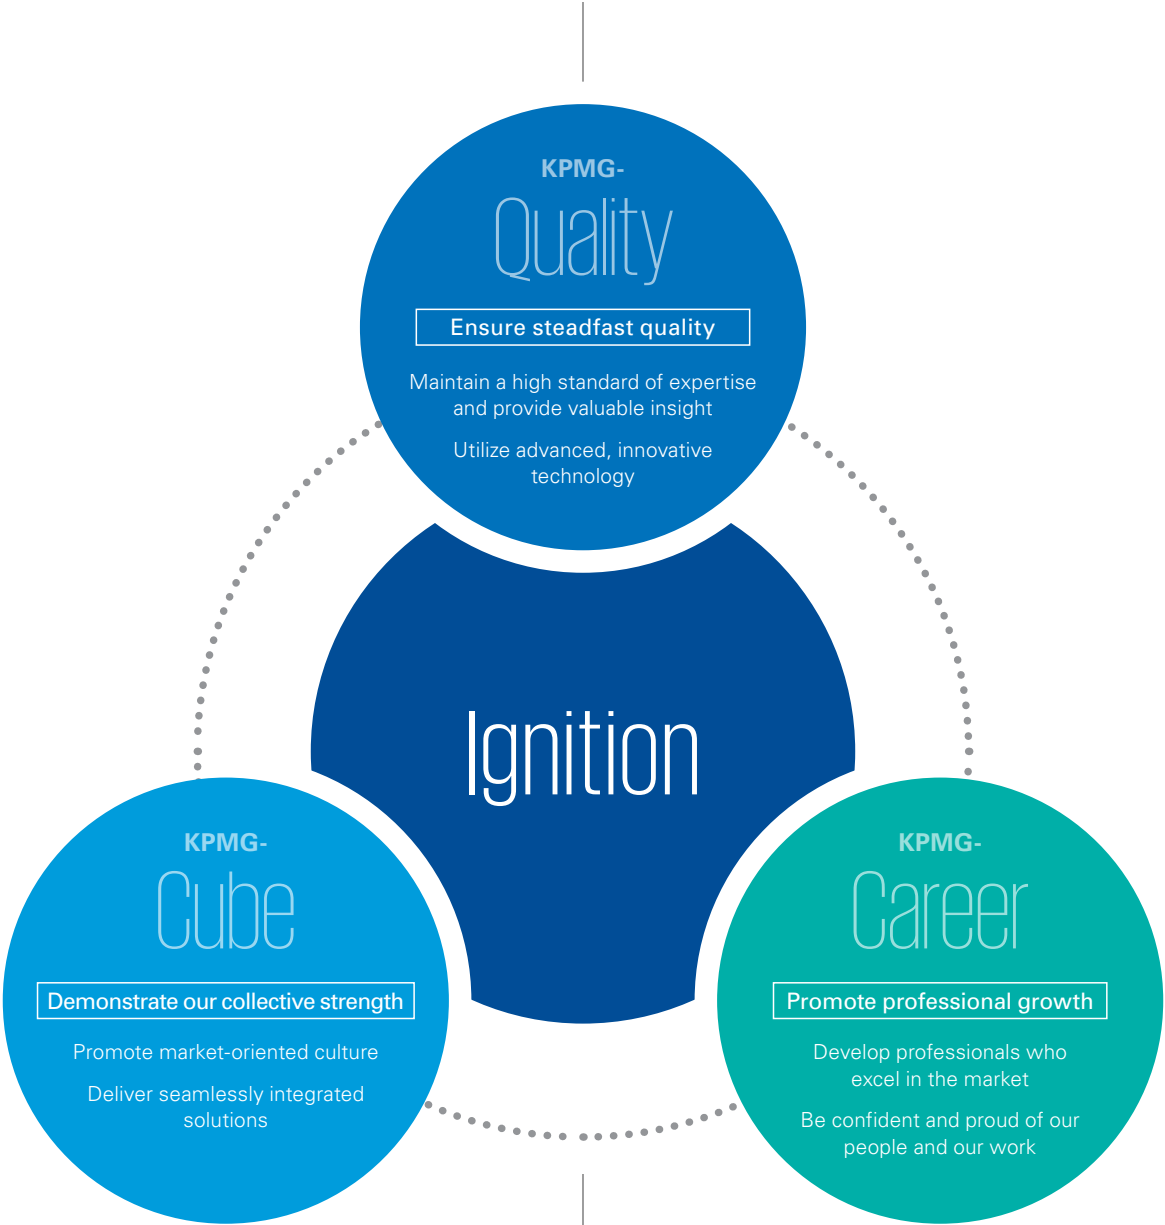 KPMG-
Quality
Ensure steadfast quality
Maintain a high standard of expertise
and provide valuable insight
Utilize advanced, innovative
technology
Ignition
KPMG-
Cube
Demonstrate our collective strength
Promote market-oriented culture
Deliver seamlessly integrated
solutions
KPMG-
Career
Promote professional growth
Develop professionals who
excel in the market
Be confident and proud of our
people and our work